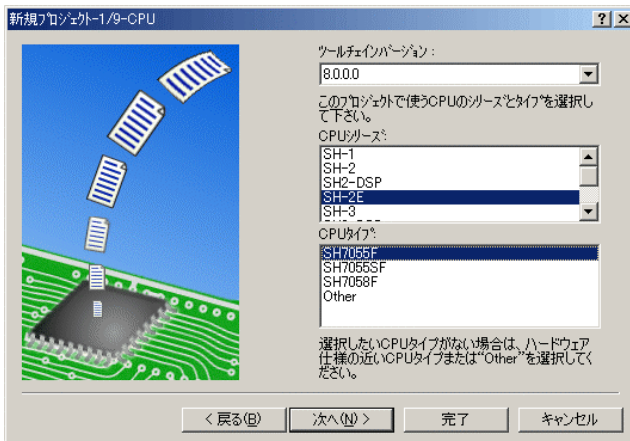 新規プロジェクト-1/9-CPU
ツールチェインバージョン :
8.0.0.0
このプロジェクトで使うCPUのシリーズとタイプを選択し
て下さい。
CPUシリーズ:
SH-1
SH-2
SH2-DSP
SH-2E
SH-3
CPUタイプ:
SH7055F
SH7055SF
SH7058F
Other
選択したいCPUタイプがない場合は、ハードウェア
仕様の近いCPUタイプまたは“Other”を選択してく
ださい。
< 戻る(B)
次へ(N) >
完了
キャンセル